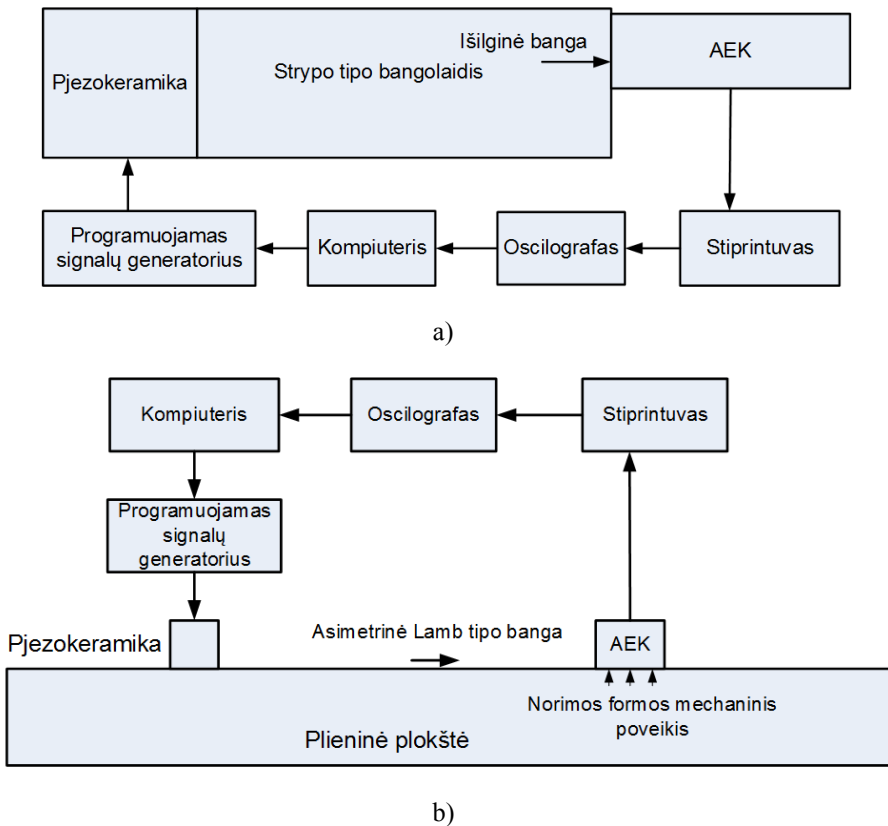 Išilginė banga
Pjezokeramika
Strypo tipo bangolaidis
AEK
Programuojamas
signalų generatorius
Kompiuteris
Oscilografas
Stiprintuvas
a)
Kompiuteris
Oscilografas
Stiprintuvas
Programuojamas
signalų
generatorius
Pjezokeramika
Asimetrinė Lamb tipo banga
AEK
Norimos formos mechaninis
poveikis
Plieninė plokštė
b)